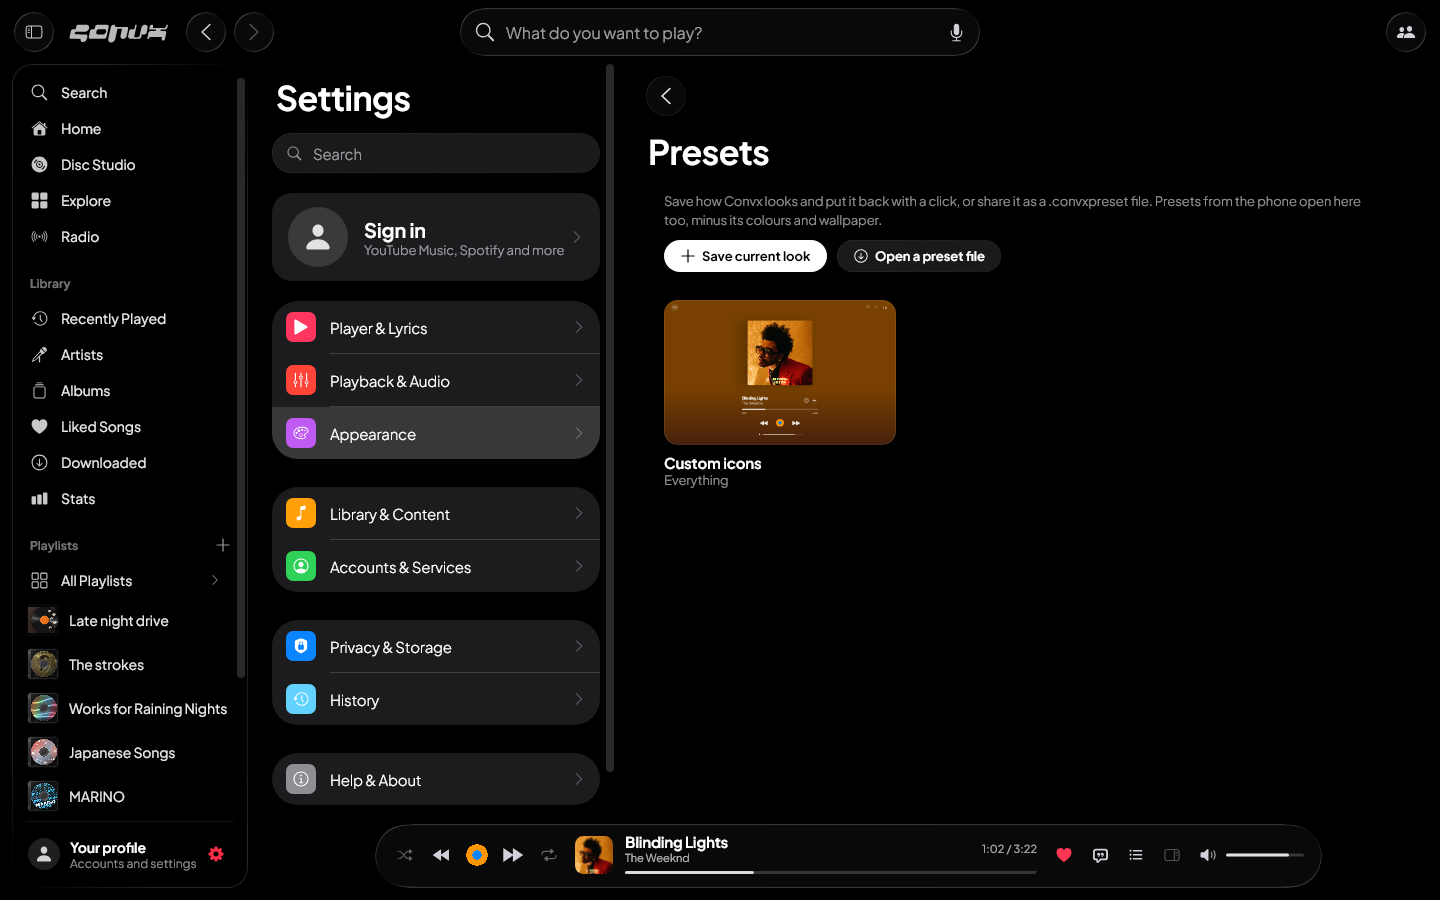 convx
What do you want to play?
Search
Home
Disc Studio
Explore
Radio
Library
Recently Played
Artists
Albums
Liked Songs
Downloaded
Stats
Playlists
All Playlists
Late night drive
The strokes
Works for Raining Nights
Japanese Songs
MARINO
Your profile
Accounts and settings
Settings
Search
Sign in
YouTube Music, Spotify and more
Player & Lyrics
Playback & Audio
Appearance
Library & Content
Accounts & Services
Privacy & Storage
History
Help & About
Presets
Save how Convx looks and put it back with a click, or share it as a .convxpreset file. Presets from the phone open here
too, minus its colours and wallpaper.
Save current look
Open a preset file
Blinding Lights
The Weeknd
Custom icons
Everything
Blinding Lights
The Weeknd
1:02 / 3:22